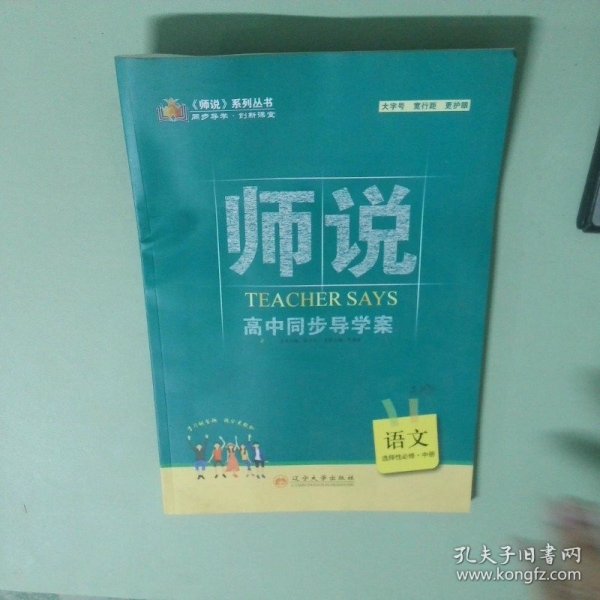 《师说》系列丛书
同步导学·创新课堂
大字号 宽行距 更护眼
师说
TEACHER SAYS
高中同步导学案
语文
选择性必修·中册
辽宁大学出版社
孔夫子旧书网
www.kongfz.com